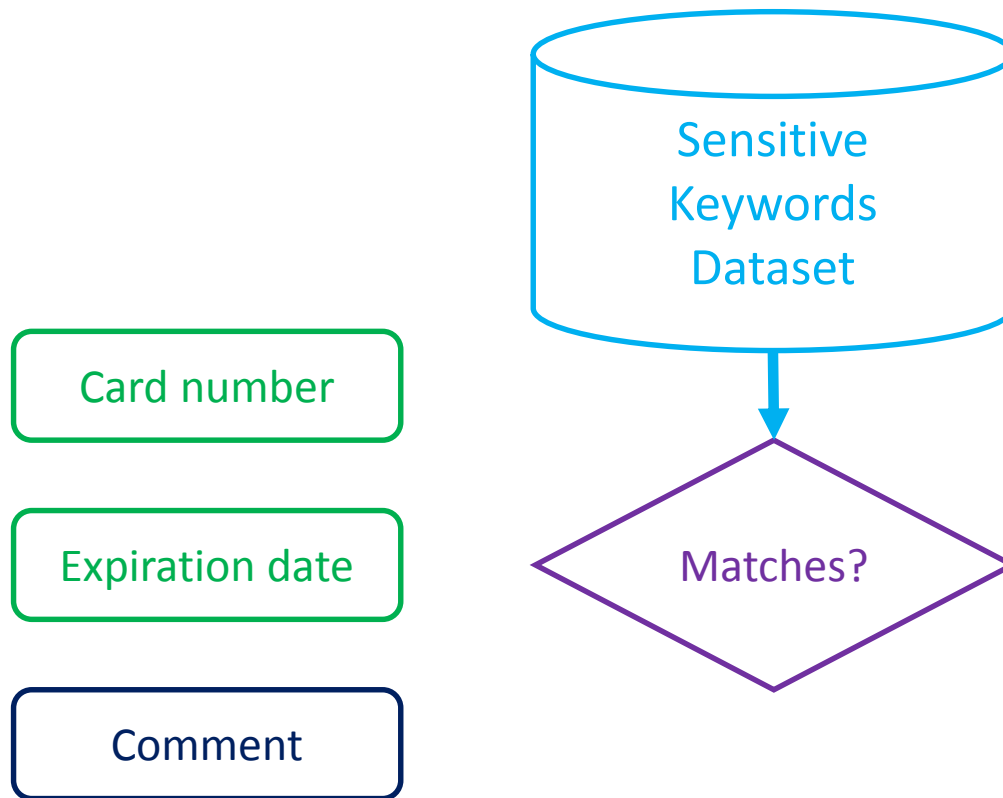 Sensitive
Keywords
Dataset
Card number
Expiration date
Matches?
Comment